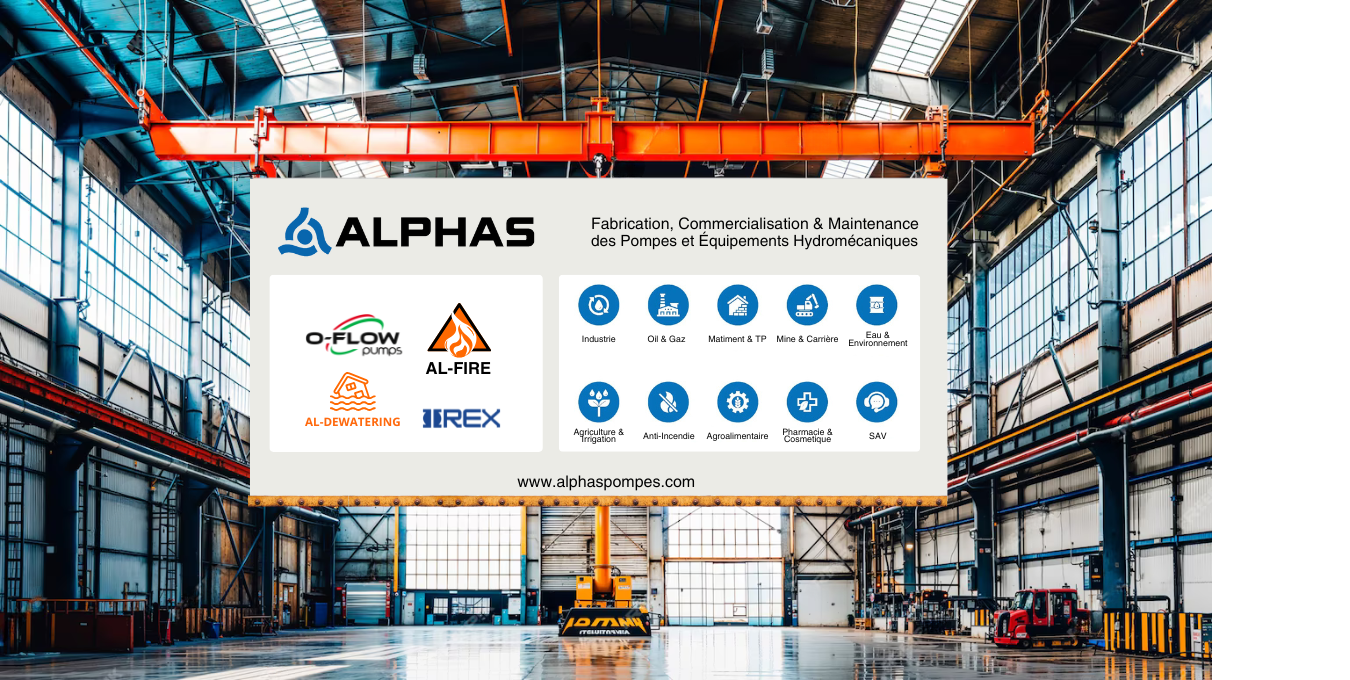 ALPHAS
Fabrication, Commercialisation & Maintenance
des Pompes et Équipements Hydromécaniques
O-FLOW
pumps
AL-FIRE
AL-DEWATERING
REX
Industrie
Oil & Gaz
Matiment & TP
Mine & Carrière
Eau &
Environnement
Agriculture &
Irrigation
Anti-Incendie
Agroalimentaire
Pharmacie &
Cosmetique
SAV
www.alphaspompes.com